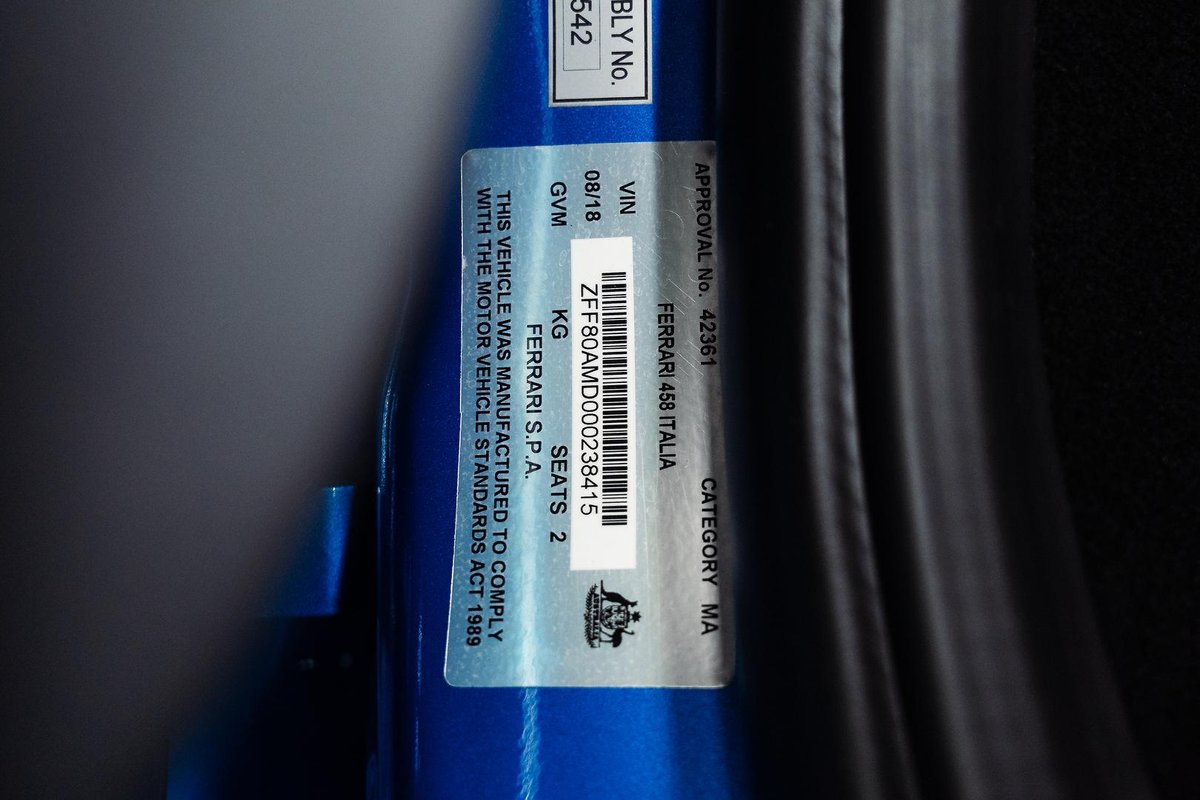 BLY No.
542
APPROVAL No. 42361 CATEGORY MA
FERRARI 458 ITALIA
VIN
ZFF80AMD000238415
08/18
GVM KG SEATS 2
FERRARI S.P.A.
THIS VEHICLE WAS MANUFACTURED TO COMPLY
WITH THE MOTOR VEHICLE STANDARDS ACT 1989
AUSTRALIA